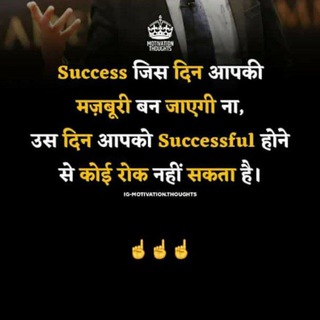 MOTIVATION
THOUGHTS
Success जिस दिन आपकी
मज़बूरी बन जाएगी ना,
उस दिन आपको Successful होने
से कोई रोक नहीं सकता है।
IG-MOTIVATION.THOUGHTS